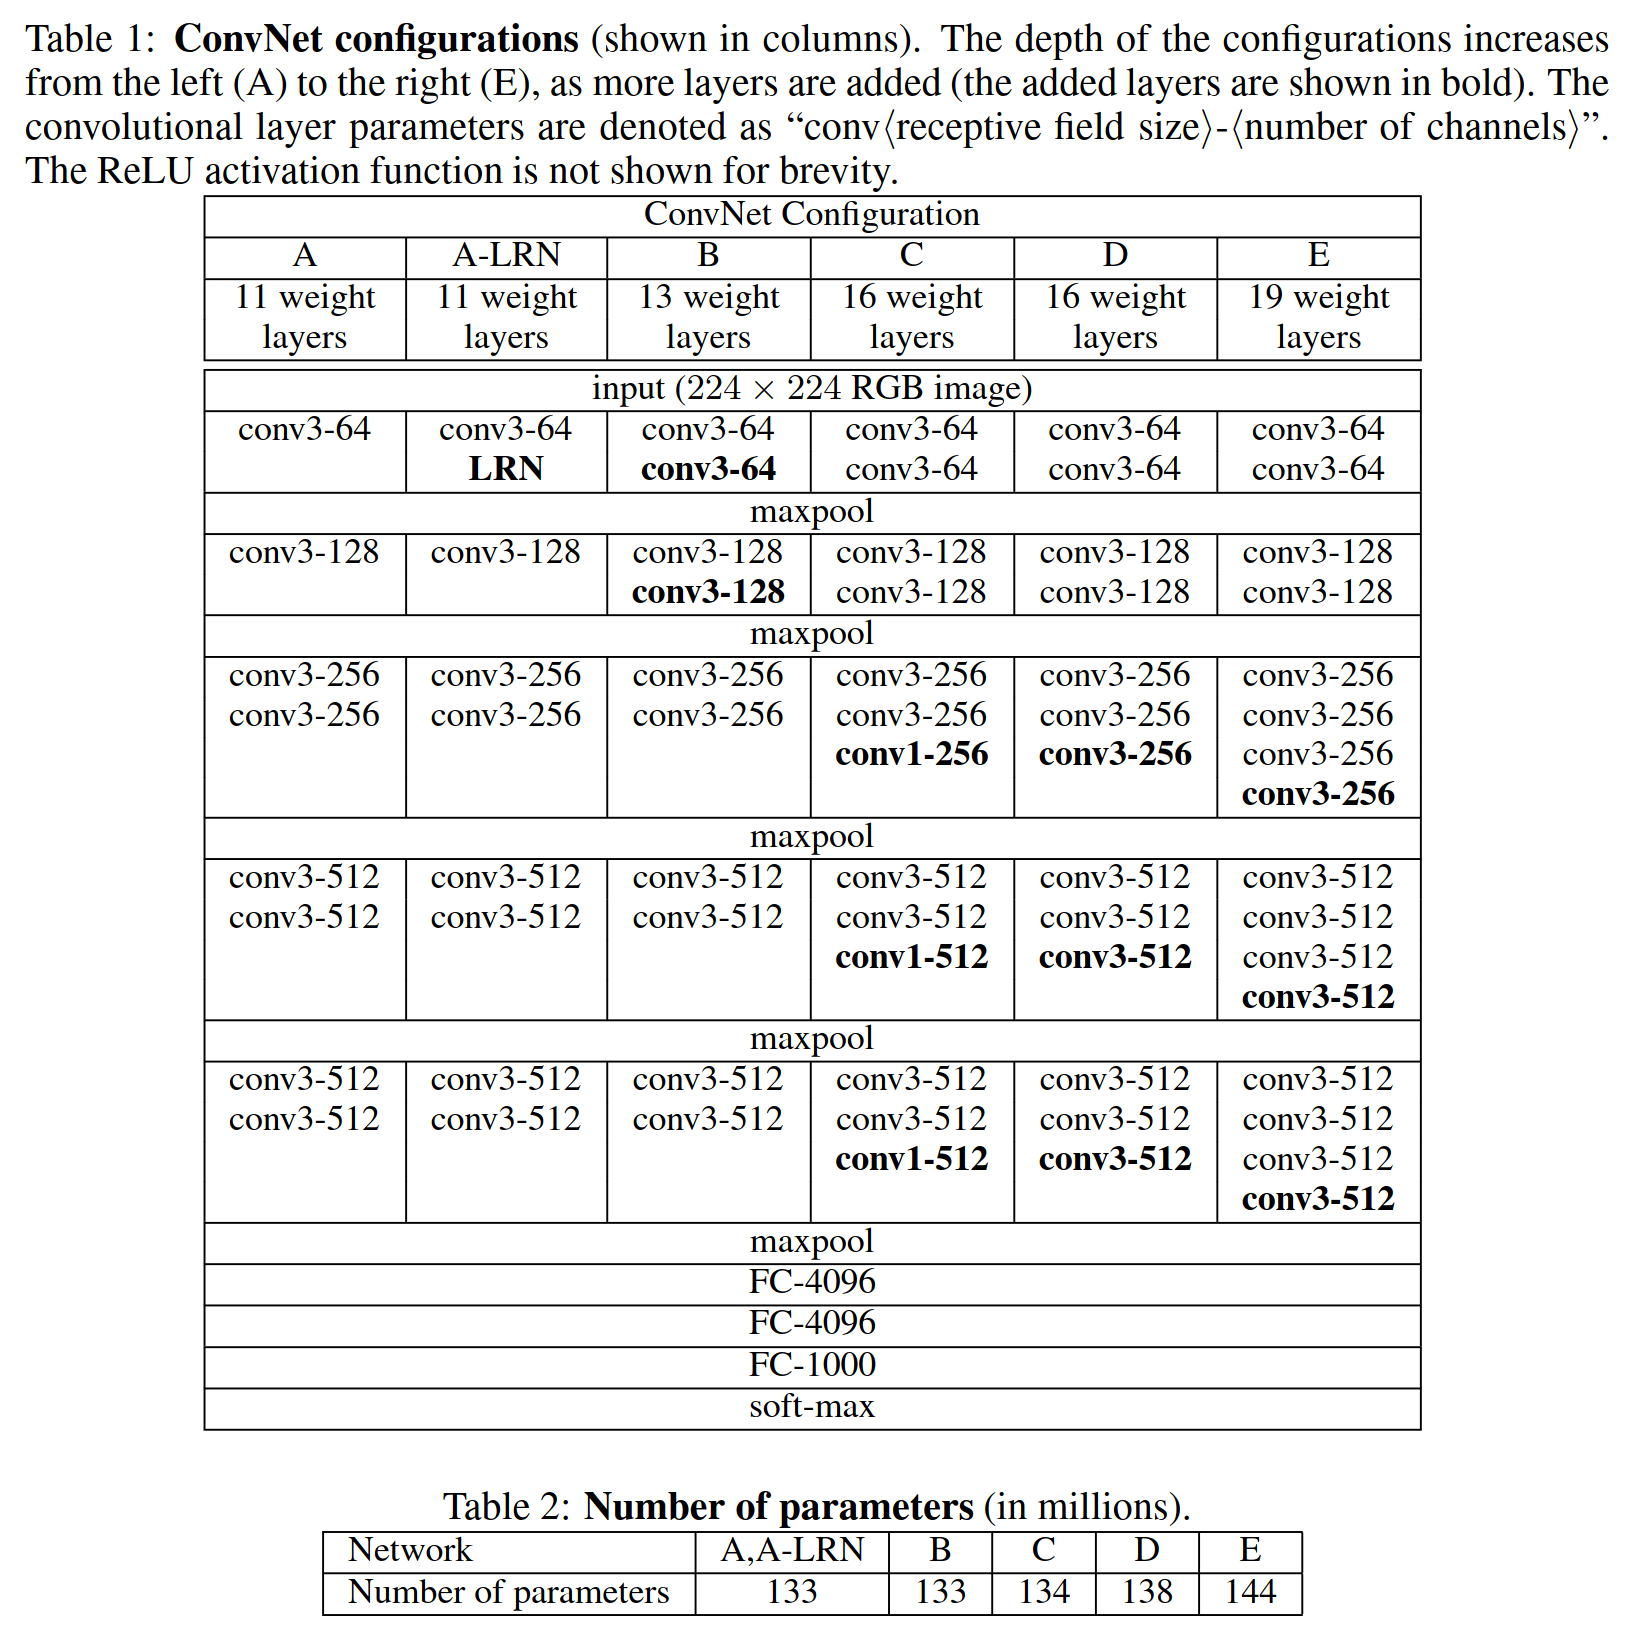 Table 1: ConvNet configurations (shown in columns). The depth of the configurations increases
from the left (A) to the right (E), as more layers are added (the added layers are shown in bold). The
convolutional layer parameters are denoted as “conv⟨receptive field size⟩-⟨number of channels⟩”.
The ReLU activation function is not shown for brevity.
ConvNet Configuration
A A-LRN B C D E
11 weight 11 weight 13 weight 16 weight 16 weight 19 weight
layers layers layers layers layers layers
input (224 × 224 RGB image)
conv3-64 conv3-64 conv3-64 conv3-64 conv3-64 conv3-64
LRN conv3-64 conv3-64 conv3-64 conv3-64
maxpool
conv3-128 conv3-128 conv3-128 conv3-128 conv3-128 conv3-128
conv3-128 conv3-128 conv3-128 conv3-128
maxpool
conv3-256 conv3-256 conv3-256 conv3-256 conv3-256 conv3-256
conv3-256 conv3-256 conv3-256 conv3-256 conv3-256 conv3-256
conv1-256 conv3-256 conv3-256
conv3-256
maxpool
conv3-512 conv3-512 conv3-512 conv3-512 conv3-512 conv3-512
conv3-512 conv3-512 conv3-512 conv3-512 conv3-512 conv3-512
conv1-512 conv3-512 conv3-512
conv3-512
maxpool
conv3-512 conv3-512 conv3-512 conv3-512 conv3-512 conv3-512
conv3-512 conv3-512 conv3-512 conv3-512 conv3-512 conv3-512
conv1-512 conv3-512 conv3-512
conv3-512
maxpool
FC-4096
FC-4096
FC-1000
soft-max
Table 2: Number of parameters (in millions).
Network A,A-LRN B C D E
Number of parameters 133 133 134 138 144